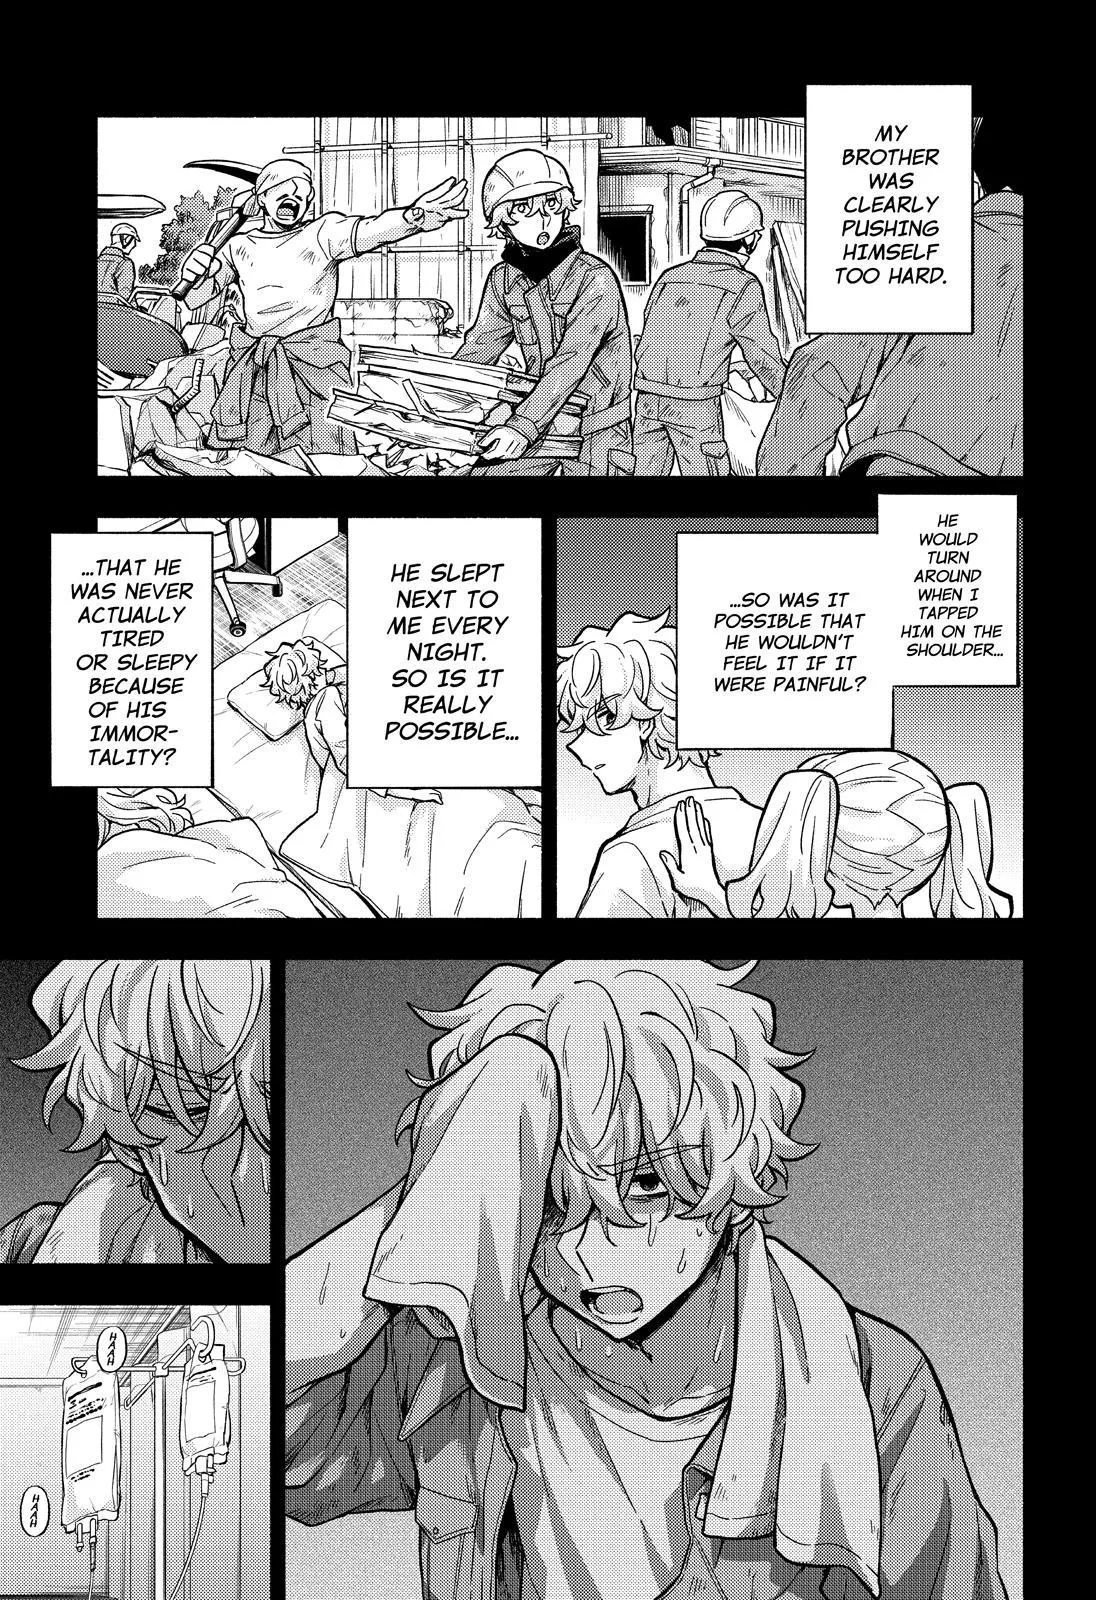 MY
BROTHER
WAS
CLEARLY
PUSHING
HIMSELF
TOO HARD.
HE
WOULD
TURN
AROUND
WHEN I
TAPPED
HIM ON THE
SHOULDER...
...SO WAS IT
POSSIBLE THAT
HE WOULDN'T
FEEL IT IF IT
WERE PAINFUL?
HE SLEPT
NEXT TO
ME EVERY
NIGHT.
SO IS IT
REALLY
POSSIBLE...
...THAT HE
WAS NEVER
ACTUALLY
TIRED
OR SLEEPY
BECAUSE
OF HIS
IMMOR-
TALITY?
HAAH
HAAH